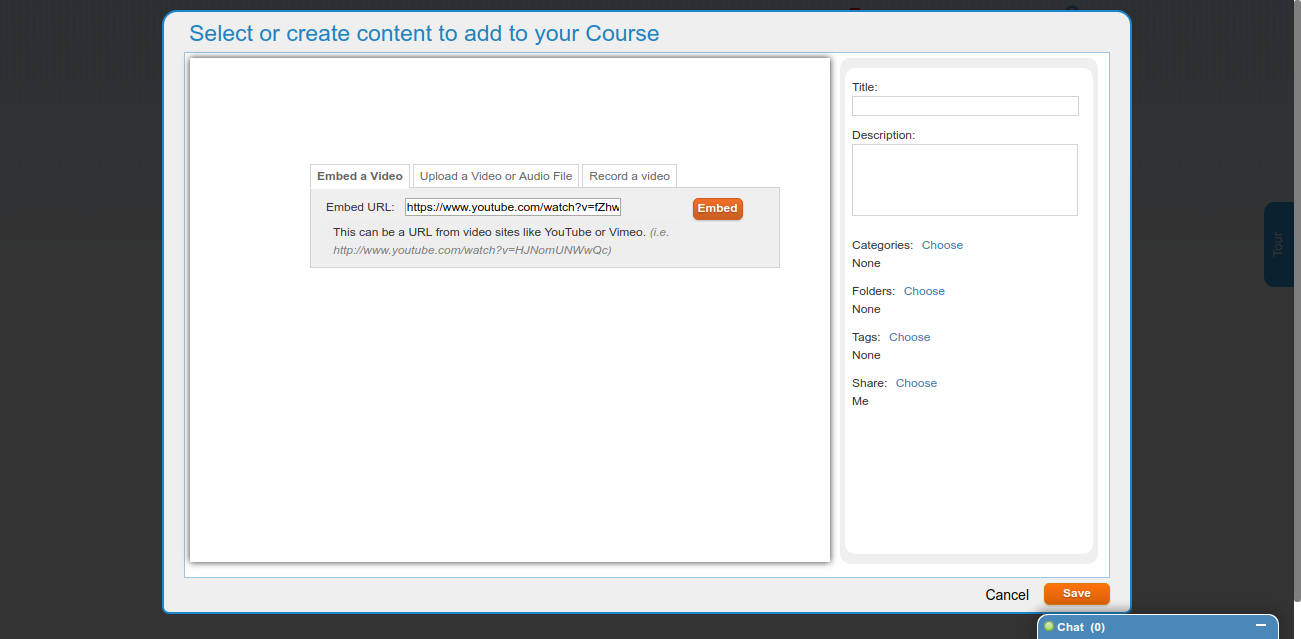 Select or create content to add to your Course
Embed a Video
Upload a Video or Audio File
Record a video
Embed URL: https://www.youtube.com/watch?v=fZhw
Embed
This can be a URL from video sites like YouTube or Vimeo. (i.e.
http://www.youtube.com/watch?v=HJNomUNWwQc)
Title:
Description:
Categories: Choose
None
Folders: Choose
None
Tags: Choose
None
Share: Choose
Me
Tour
Cancel
Save
Chat (0)